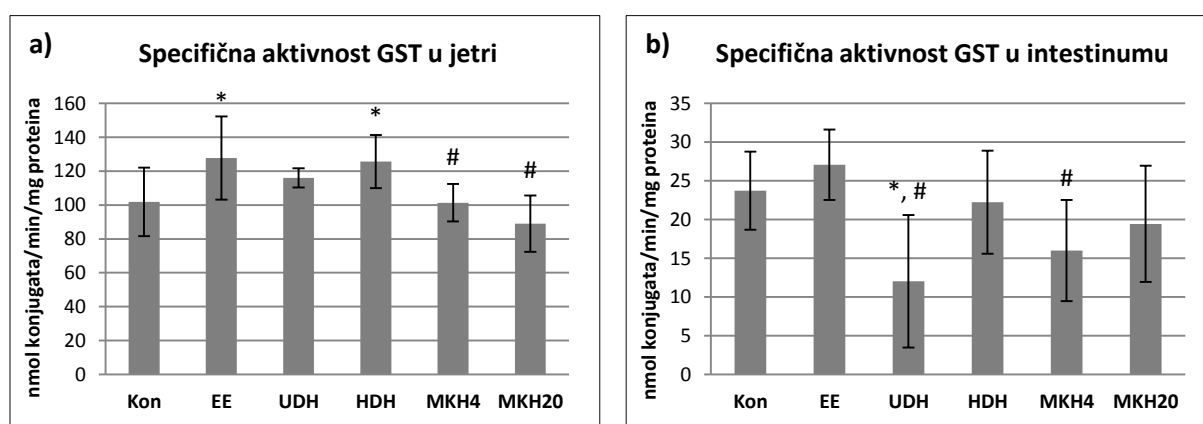 a)
Specifična aktivnost GST u jetri
nmol konjugata/min/mg proteina
160
140
120
100
80
60
40
20
0
*
*
#
#
Kon EE UDH HDH MKH4 MKH20
b)
Specifična aktivnost GST u intestinumu
nmol konjugata/min/mg proteina
35
30
25
20
15
10
5
0
*, #
#
Kon EE UDH HDH MKH4 MKH20